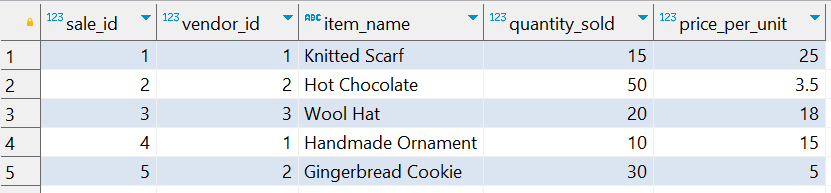 123 sale_id 123 vendor_id ABC item_name 123 quantity_sold 123 price_per_unit
1 1 1 Knitted Scarf 15 25
2 2 2 Hot Chocolate 50 3.5
3 3 3 Wool Hat 20 18
4 4 1 Handmade Ornament 10 15
5 5 2 Gingerbread Cookie 30 5